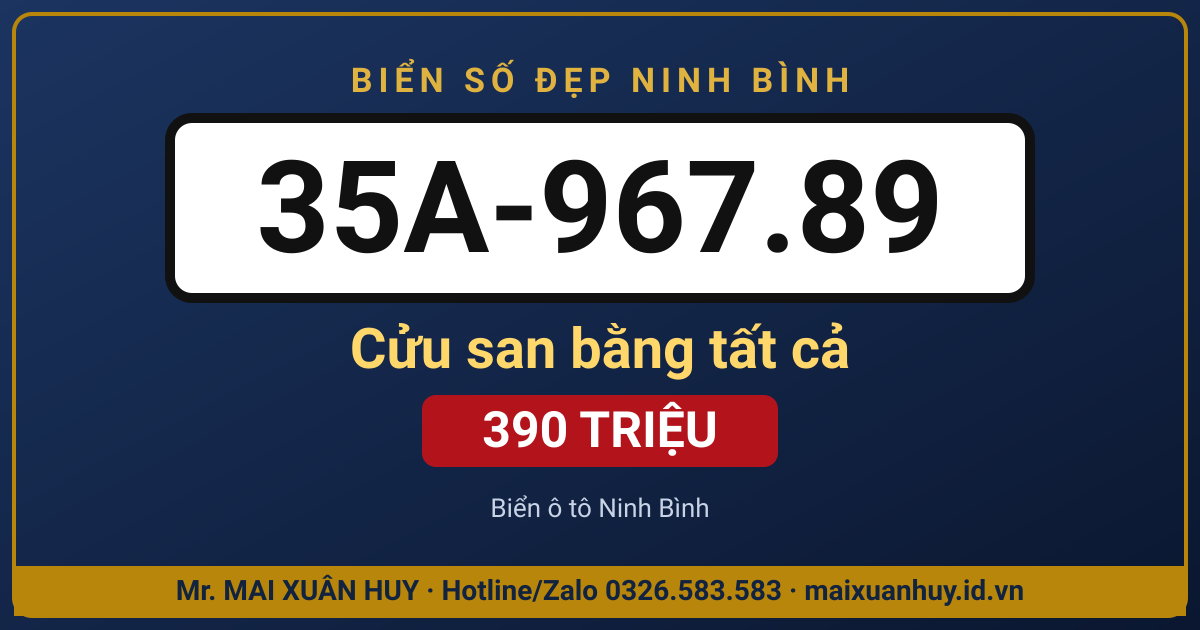 BIỂN SỐ ĐẸP NINH BÌNH
35A-967.89
Cửu san bằng tất cả
390 TRIỆU
Biển ô tô Ninh Bình
Mr. MAI XUÂN HUY · Hotline/Zalo 0326.583.583 · maixuanhuy.id.vn